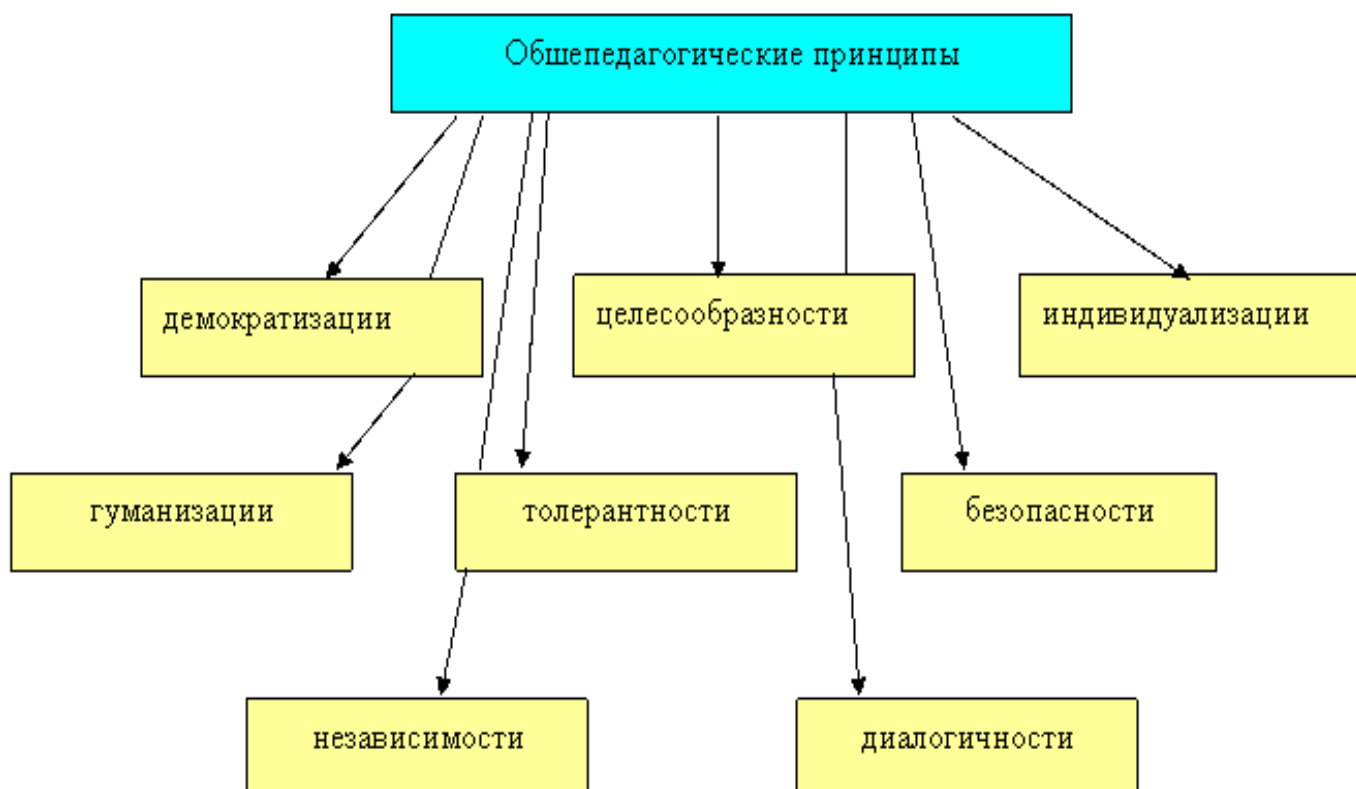 Обшепедагогические принципы
демократизации
целесообразности
индивидуализации
гуманизации
толерантности
безопасности
независимости
диалогичности